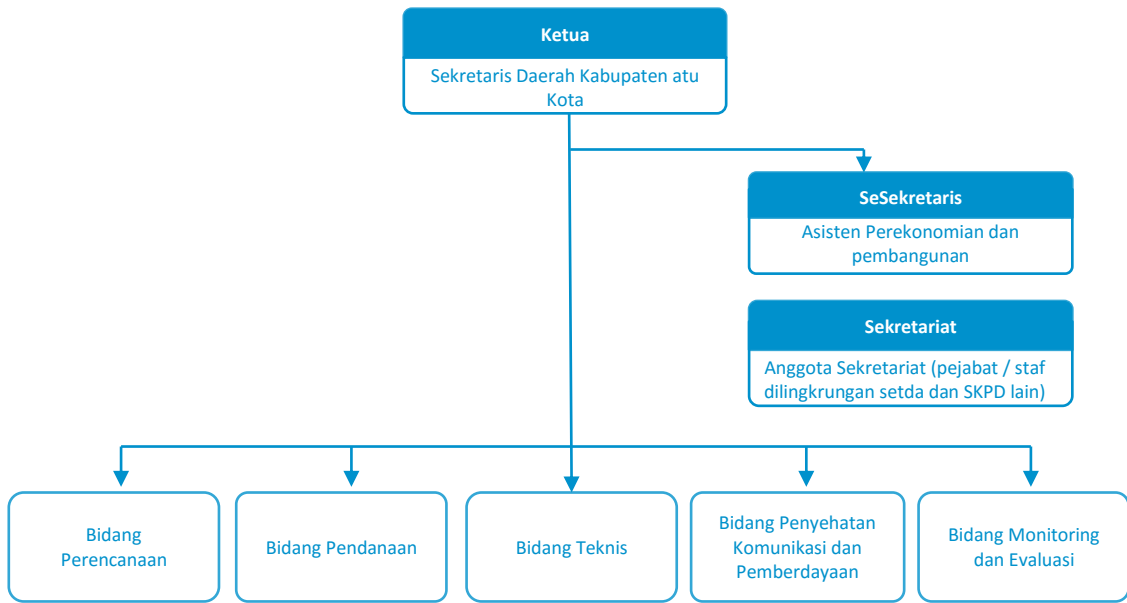 Ketua
Sekretaris Daerah Kabupaten atu
Kota
SeSekretaris
Asisten Perekonomian dan
pembangunan
Sekretariat
Anggota Sekretariat (pejabat / staf
dilingkrungan setda dan SKPD lain)
Bidang
Perencanaan
Bidang Pendanaan
Bidang Teknis
Bidang Penyehatan
Komunikasi dan
Pemberdayaan
Bidang Monitoring
dan Evaluasi